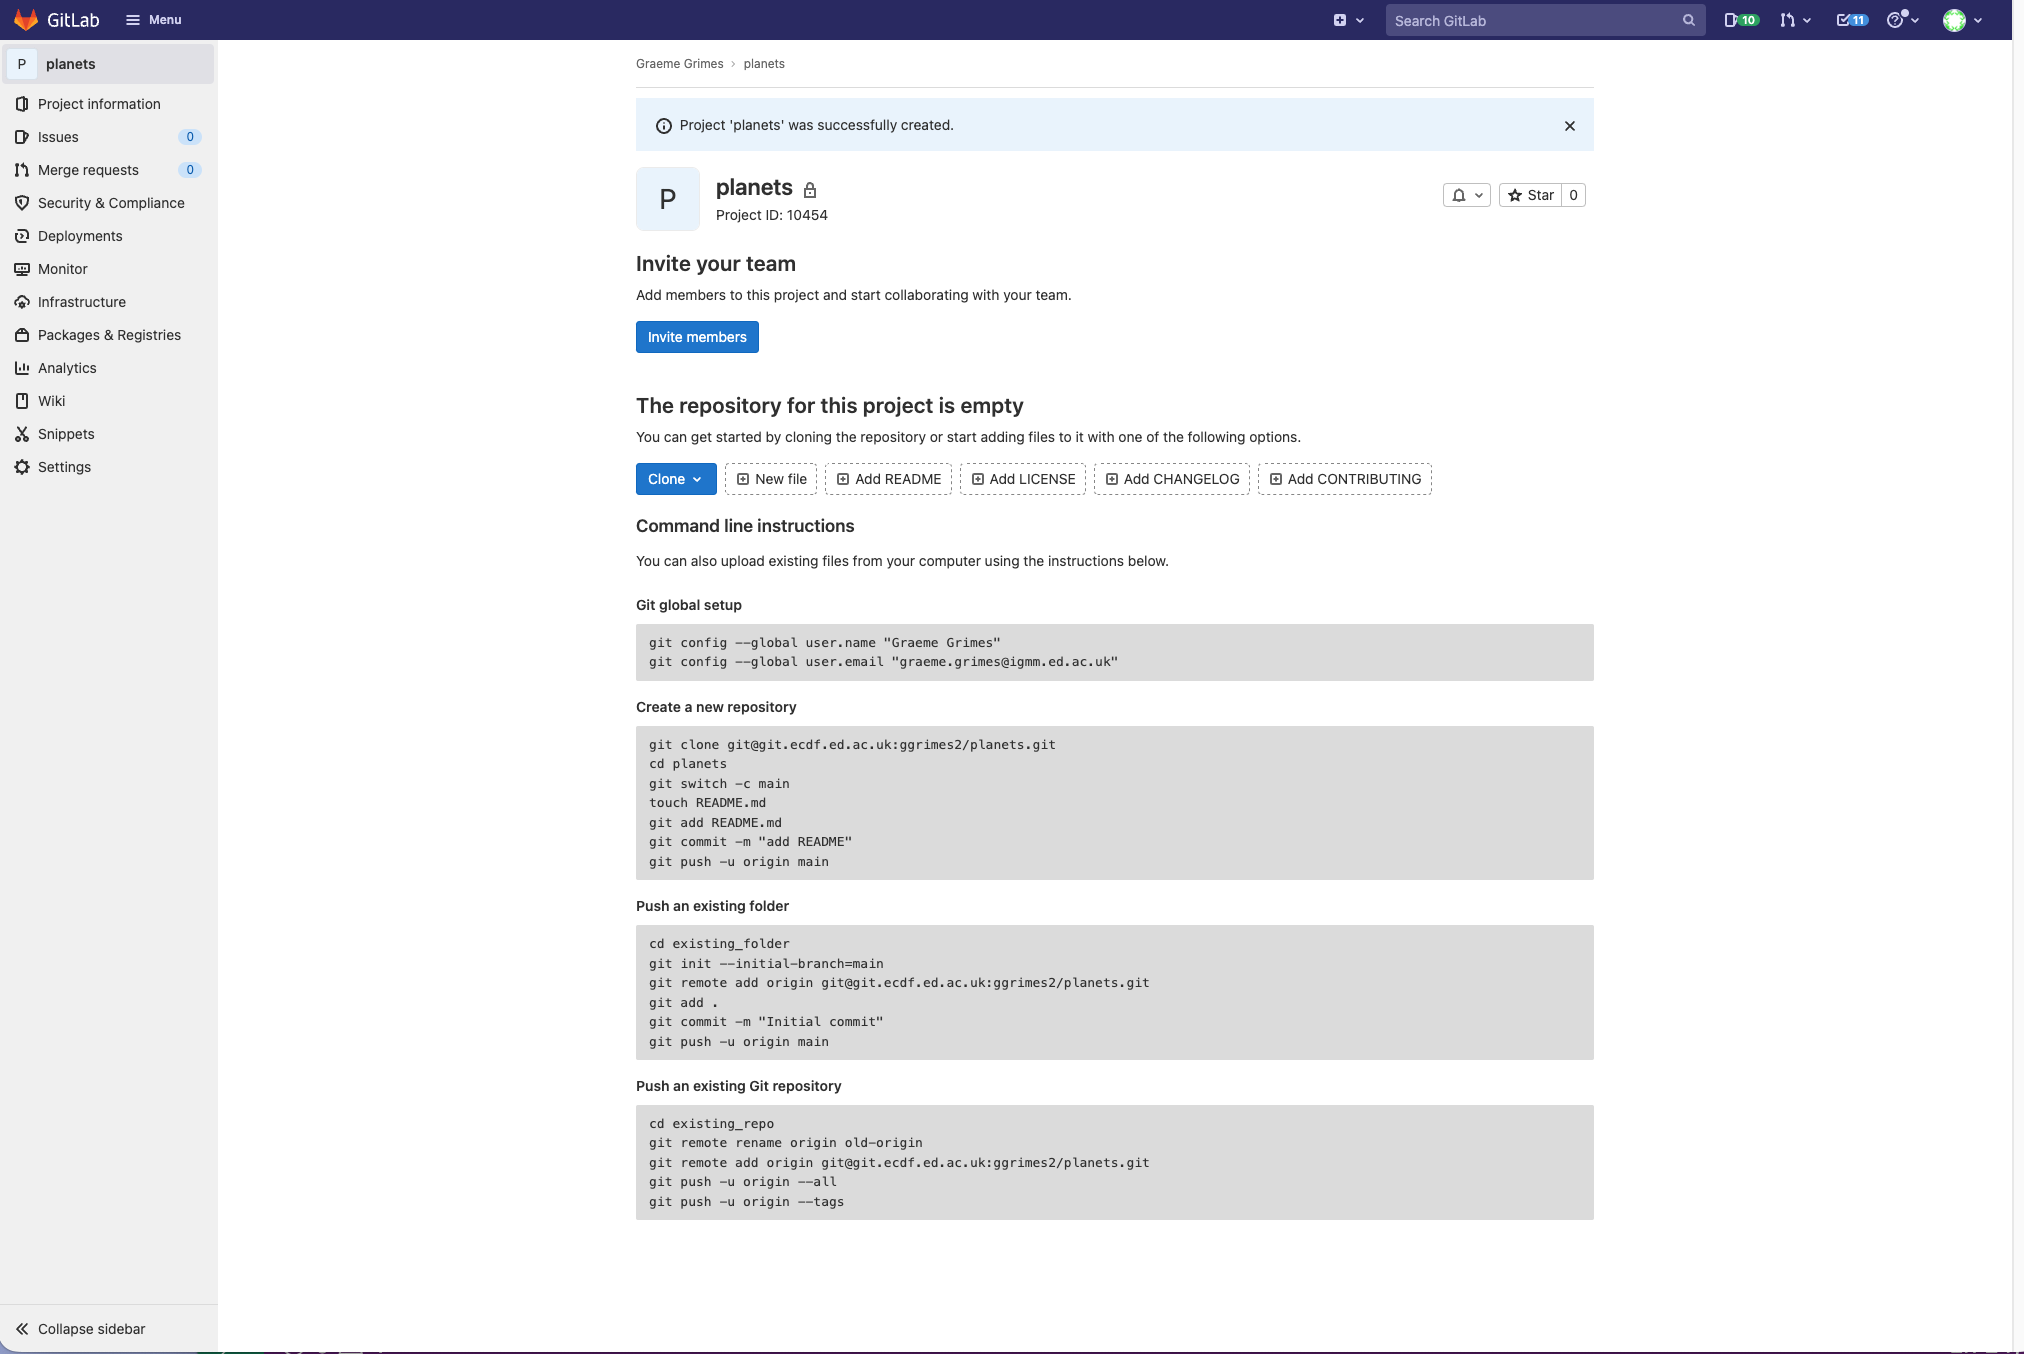 GitLab
Menu
Search GitLab
10
11
P
planets
Project information
Issues
0
Merge requests
0
Security & Compliance
Deployments
Monitor
Infrastructure
Packages & Registries
Analytics
Wiki
Snippets
Settings
Collapse sidebar
Graeme Grimes › planets
Project 'planets' was successfully created.
P
planets
Project ID: 10454
Star
0
Invite your team
Add members to this project and start collaborating with your team.
Invite members
The repository for this project is empty
You can get started by cloning the repository or start adding files to it with one of the following options.
Clone
New file
Add README
Add LICENSE
Add CHANGELOG
Add CONTRIBUTING
Command line instructions
You can also upload existing files from your computer using the instructions below.
Git global setup
git config --global user.name "Graeme Grimes"
git config --global user.email "graeme.grimes@igmm.ed.ac.uk"
Create a new repository
git clone git@git.ecdf.ed.ac.uk:ggrimes2/planets.git
cd planets
git switch -c main
touch README.md
git add README.md
git commit -m "add README"
git push -u origin main
Push an existing folder
cd existing_folder
git init --initial-branch=main
git remote add origin git@git.ecdf.ed.ac.uk:ggrimes2/planets.git
git add .
git commit -m "Initial commit"
git push -u origin main
Push an existing Git repository
cd existing_repo
git remote rename origin old-origin
git remote add origin git@git.ecdf.ed.ac.uk:ggrimes2/planets.git
git push -u origin --all
git push -u origin --tags